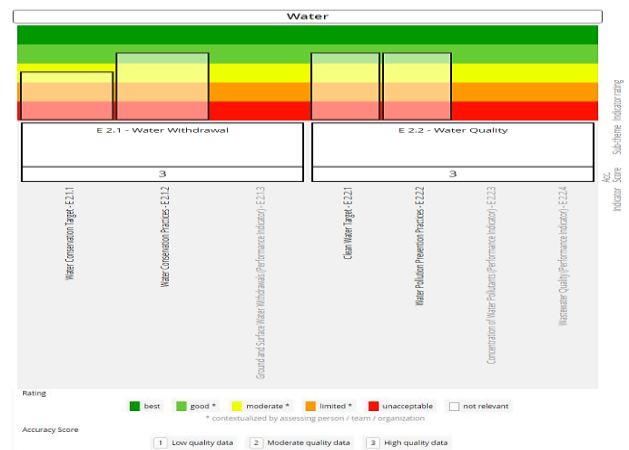 Water
Indicator rating
E 2.1 - Water Withdrawal
E 2.2 - Water Quality
Sub-theme
3
3
Acc. Score
Indicator
Water Conservation Target - E 2.1.1
Water Conservation Practices - E 2.1.2
Ground and Surface Water Withdrawals (Performance Indicator) - E 2.1.3
Clean Water Target - E 2.2.1
Water Pollution Prevention Practices - E 2.2.2
Concentration of Water Pollutants (Performance Indicator) - E 2.2.3
Wastewater Quality (Performance Indicator) - E 2.2.4
Rating
best
good *
moderate *
limited *
unacceptable
not relevant
* contextualized by assessing person / team / organization
Accuracy Score
1 Low quality data
2 Moderate quality data
3 High quality data